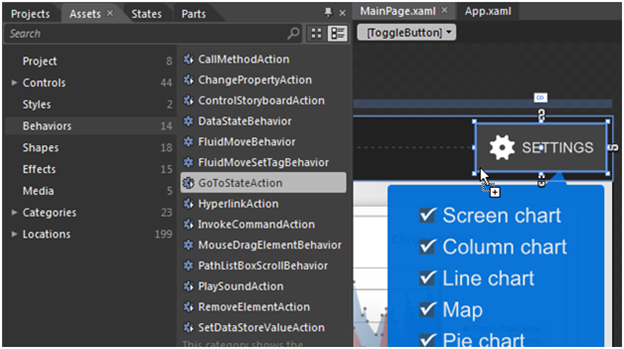 Projects Assets × States Parts
Search
Project 8
Controls 44
Styles 2
Behaviors 14
Shapes 18
Effects 15
Media 5
Categories 23
Locations 199
CallMethodAction
ChangePropertyAction
ControlStoryboardAction
DataStateBehavior
FluidMoveBehavior
FluidMoveSetTagBehavior
GoToStateAction
HyperlinkAction
InvokeCommandAction
MouseDragElementBehavior
PathListBoxScrollBehavior
PlaySoundAction
RemoveElementAction
SetDataStoreValueAction
This category shows the
MainPage.xaml × App.xaml
[ToggleButton]
SETTINGS
Screen chart
Column chart
Line chart
Map
Pie chart